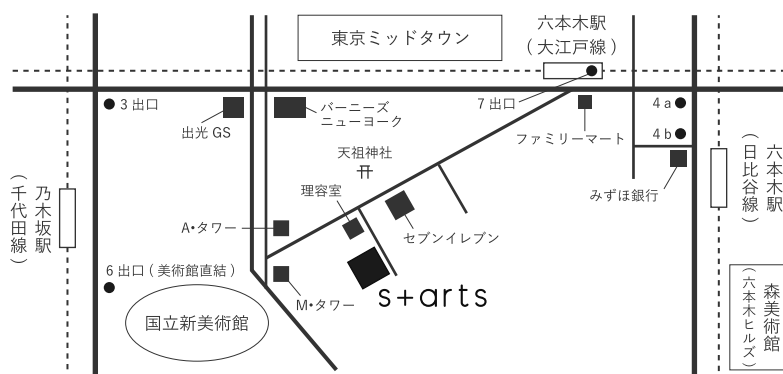 東京ミッドタウン
六本木駅
(大江戸線)
3 出口
出光 GS
バーニーズ
ニューヨーク
7 出口
ファミリーマート
4 a
4 b
みずほ銀行
六本木駅
(日比谷線)
天祖神社
理容室
セブンイレブン
A・タワー
乃木坂駅
(千代田線)
6 出口 ( 美術館直結 )
M・タワー
s+arts
国立新美術館
森美術館
(六本木ヒルズ)